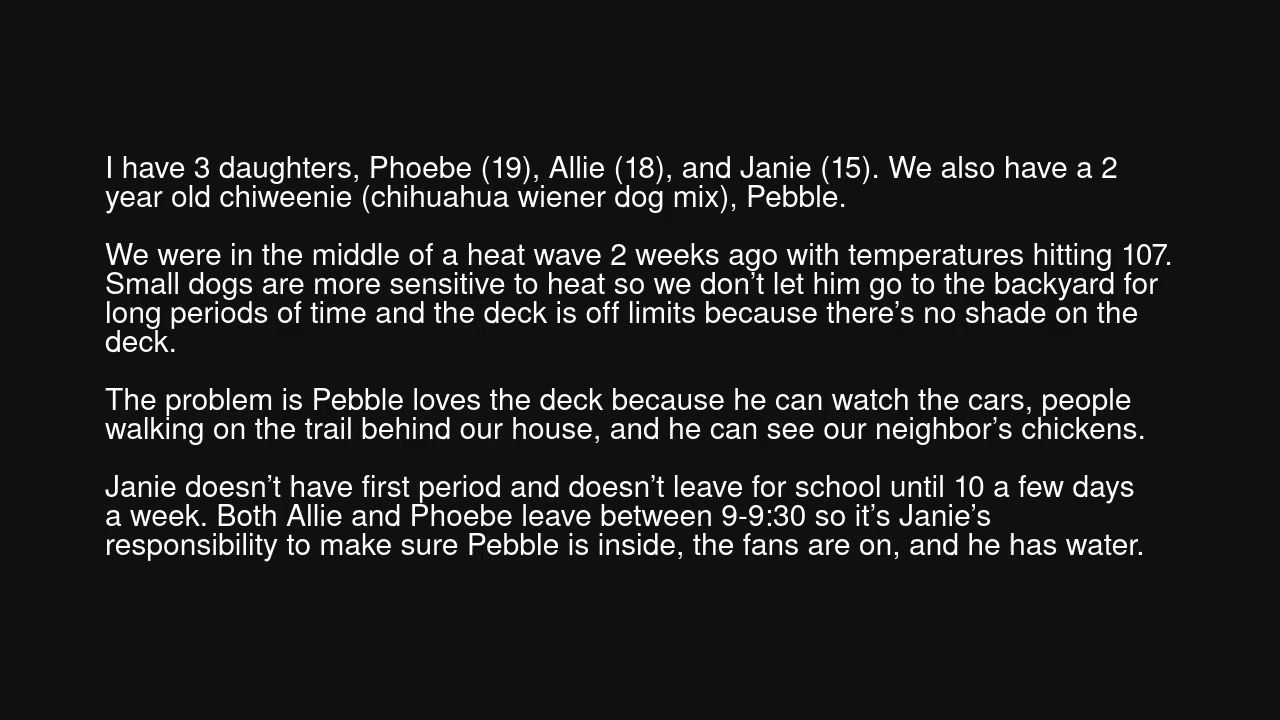 I have 3 daughters, Phoebe (19), Allie (18), and Janie (15). We also have a 2
year old chiweenie (chihuahua wiener dog mix), Pebble.
We were in the middle of a heat wave 2 weeks ago with temperatures hitting 107.
Small dogs are more sensitive to heat so we don’t let him go to the backyard for
long periods of time and the deck is off limits because there’s no shade on the
deck.
The problem is Pebble loves the deck because he can watch the cars, people
walking on the trail behind our house, and he can see our neighbor’s chickens.
Janie doesn’t have first period and doesn’t leave for school until 10 a few days
a week. Both Allie and Phoebe leave between 9-9:30 so it’s Janie’s
responsibility to make sure Pebble is inside, the fans are on, and he has water.